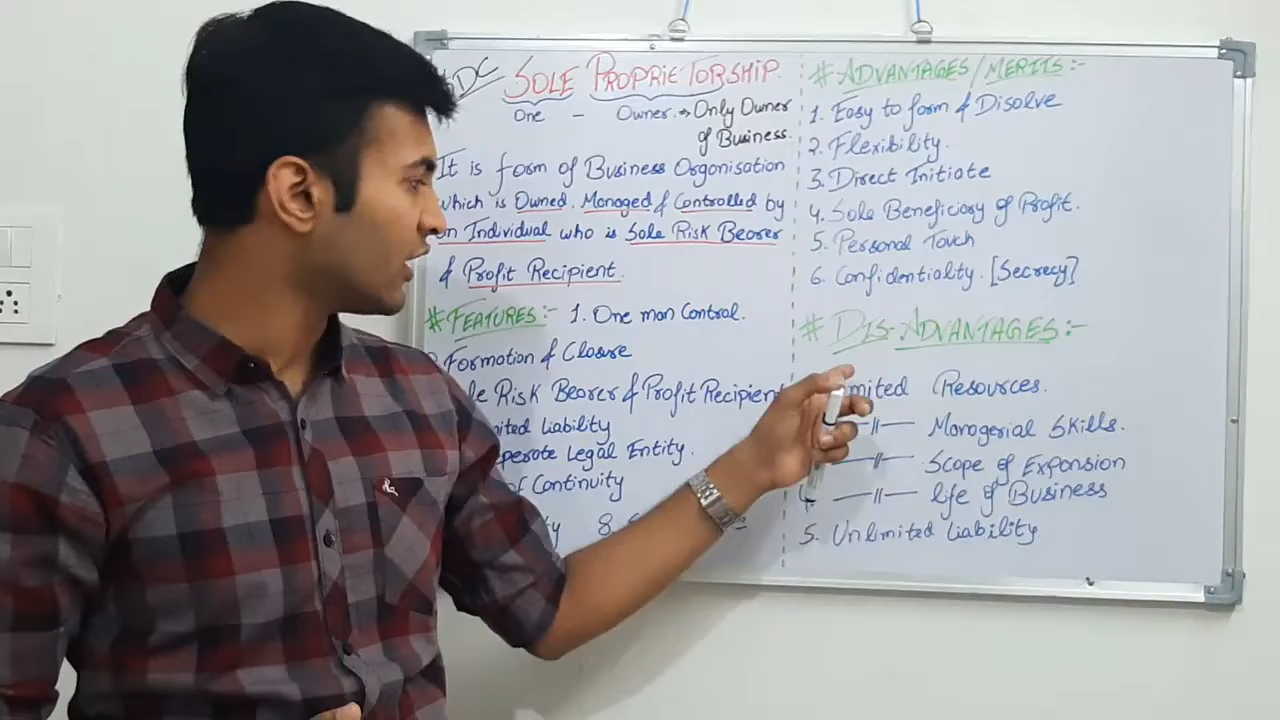 SOLE PROPRIETORSHIP.
One - Owner. → Only Owner
of Business.
It is form of Business Organisation
which is Owned, Managed & Controlled by
an Individual who is Sole Risk Bearer
& Profit Recipient.
# FEATURES:- 1. One man Control.
Formation & Closure
Risk Bearer & Profit Recipient
Liability
Legal Entity.
of Continuity
8.
# ADVANTAGES / MERITS:-
1. Easy to form & Disolve
2. Flexibility.
3. Direct Initiate
4. Sole Beneficiary of Profit.
5. Personal Touch
6. Confidentiality. [Secrecy]
# DIS-ADVANTAGES:-
Resources.
—〃— Managerial Skills.
—〃— Scope of Expansion
—〃— life of Business
5. Unlimited Liability